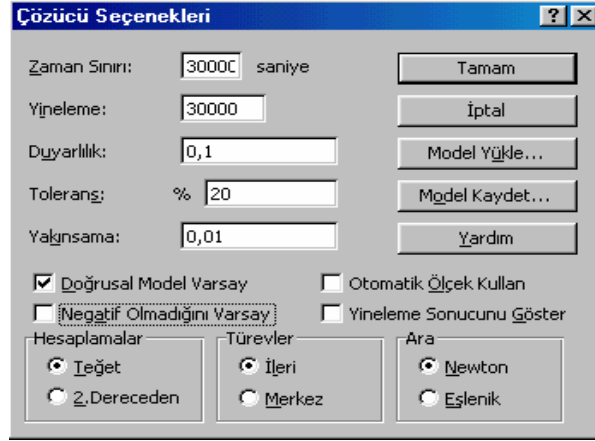 Çözücü Seçenekleri
Zaman Sınırı: 30000 saniye Tamam
Yineleme: 30000 İptal
Duyarlılık: 0,1 Model Yükle...
Tolerans: % 20 Model Kaydet...
Yakınsama: 0,01 Yardım
Doğrusal Model Varsay Otomatik Ölçek Kullan
Negatif Olmadığını Varsay Yineleme Sonucunu Göster
Hesaplamalar Türevler Ara
Teğet İleri Newton
2.Dereceden Merkez Eşlenik